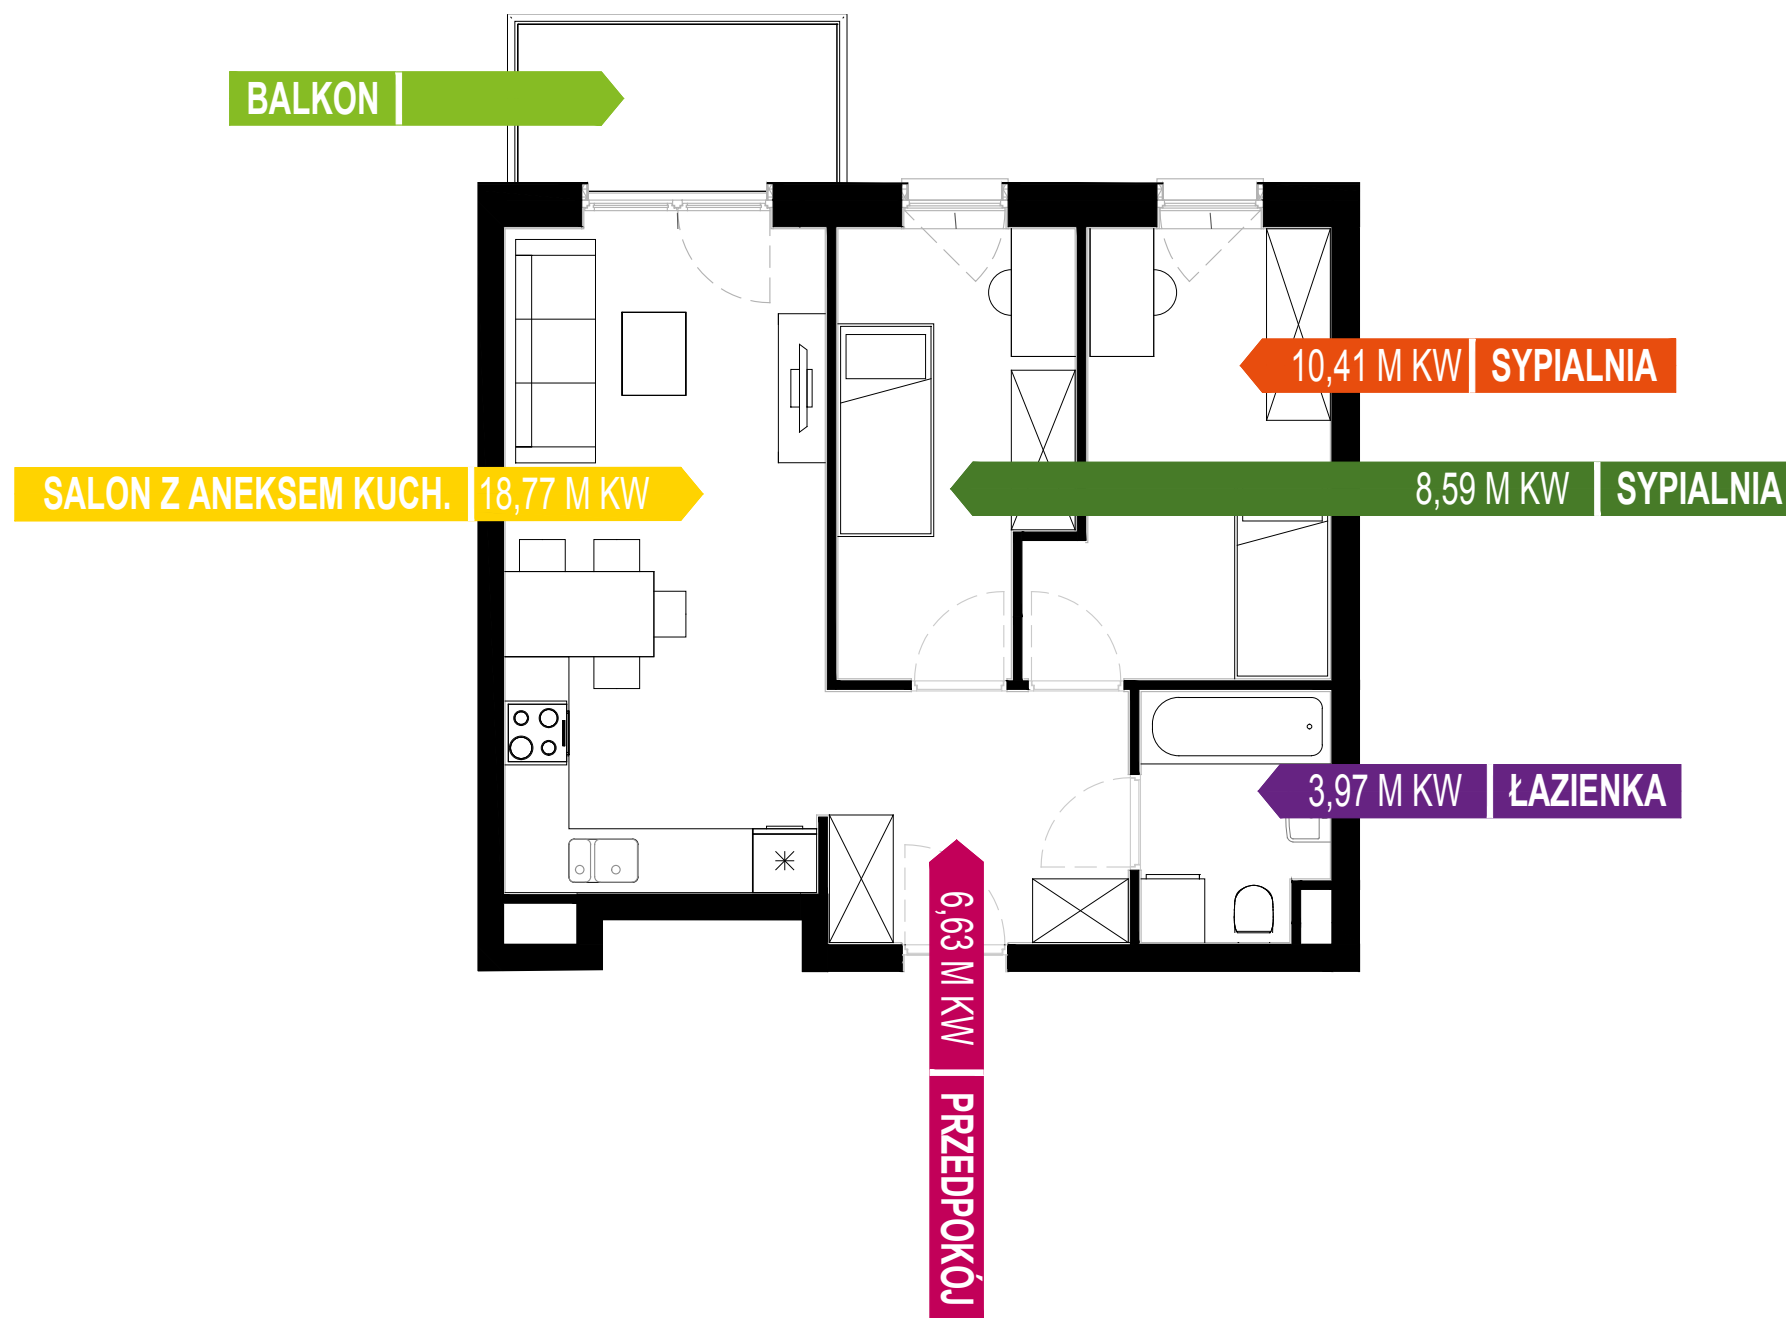 BALKON
10,41 M KW SYPIALNIA
SALON Z ANEKSEM KUCH. 18,77 M KW
8,59 M KW SYPIALNIA
3,97 M KW ŁAZIENKA
6,63 M KW PRZEDPOKÓJ